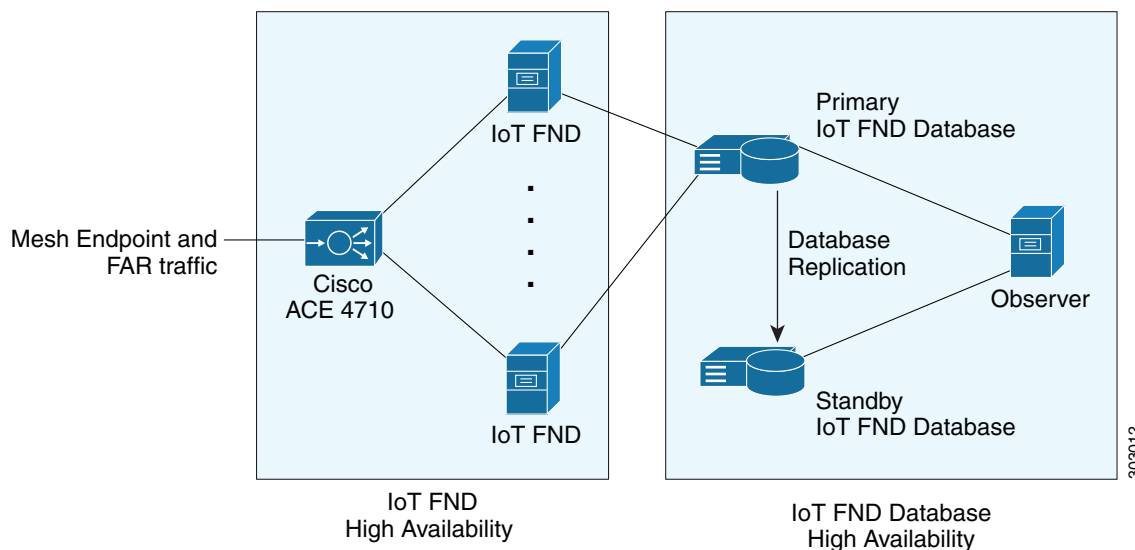 IoT FND
Primary
IoT FND Database
Mesh Endpoint and
FAR traffic
Cisco
ACE 4710
Database
Replication
Observer
IoT FND
Standby
IoT FND Database
303012
IoT FND
High Availability
IoT FND Database
High Availability